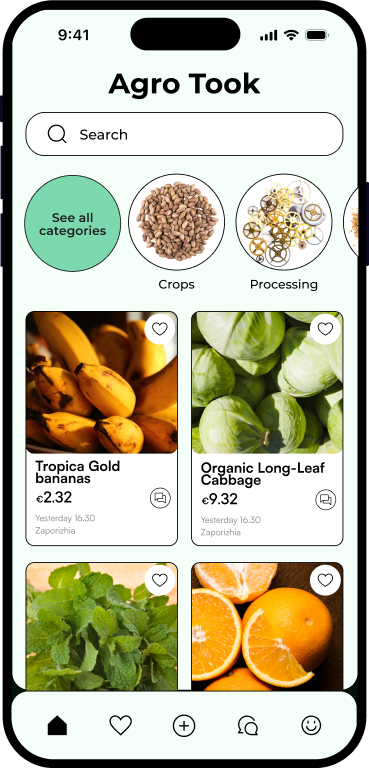 9:41
Agro Took
Search
See all
categories
Crops
Processing
Tropica Gold
bananas
€2.32
Yesterday 16.30
Zaporizhia
Organic Long-Leaf
Cabbage
€9.32
Yesterday 16.30
Zaporizhia